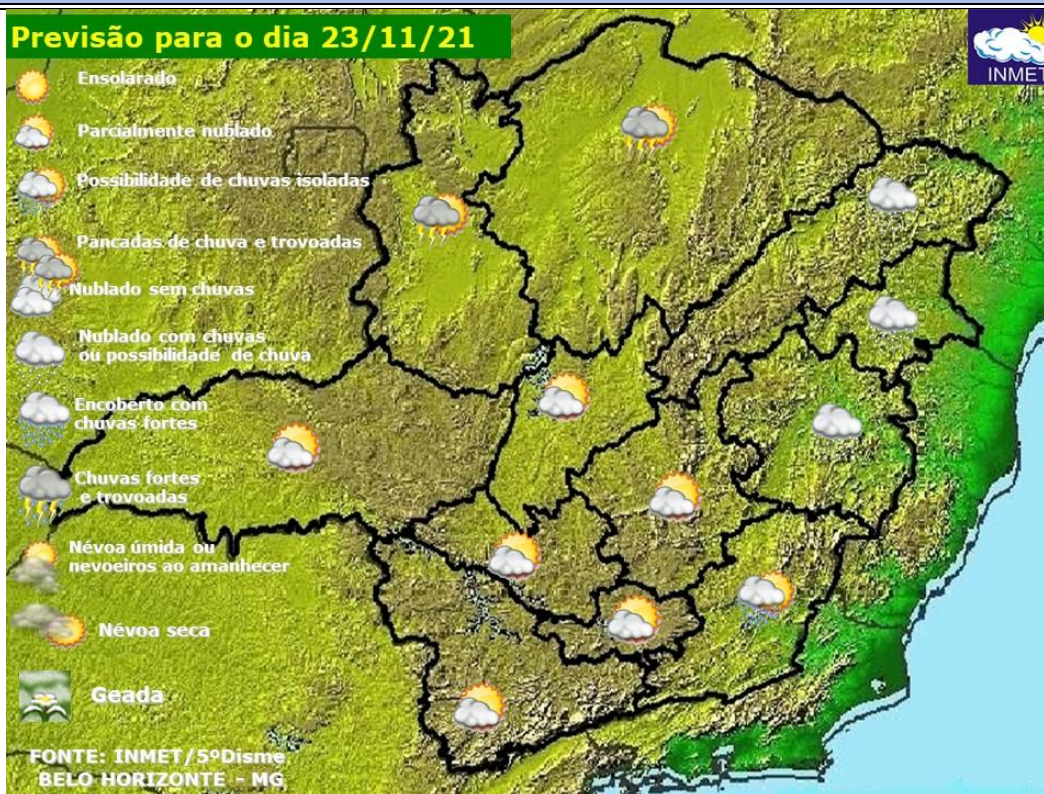 Previsão para o dia 23/11/21
INMET
Ensolarado
Parcialmente nublado
Possibilidade de chuvas isoladas
Pancadas de chuva e trovoadas
Nublado sem chuvas
Nublado com chuvas
ou possibilidade de chuva
Encoberto com
chuvas fortes
Chuvas fortes
e trovoadas
Névoa úmida ou
nevoeiros ao amanhecer
Névoa seca
Geada
FONTE: INMET/5ºDisme
BELO HORIZONTE - MG